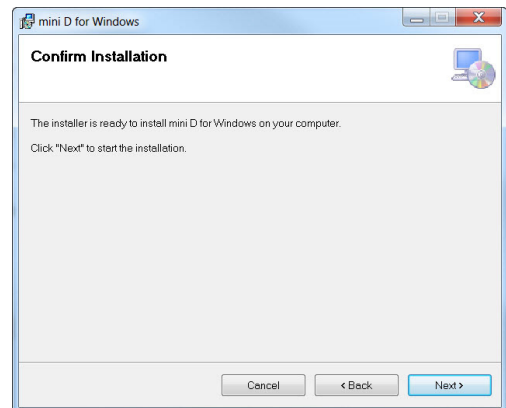 mini D for Windows
Confirm Installation
The installer is ready to install mini D for Windows on your computer.
Click "Next" to start the installation.
Cancel
< Back
Next >